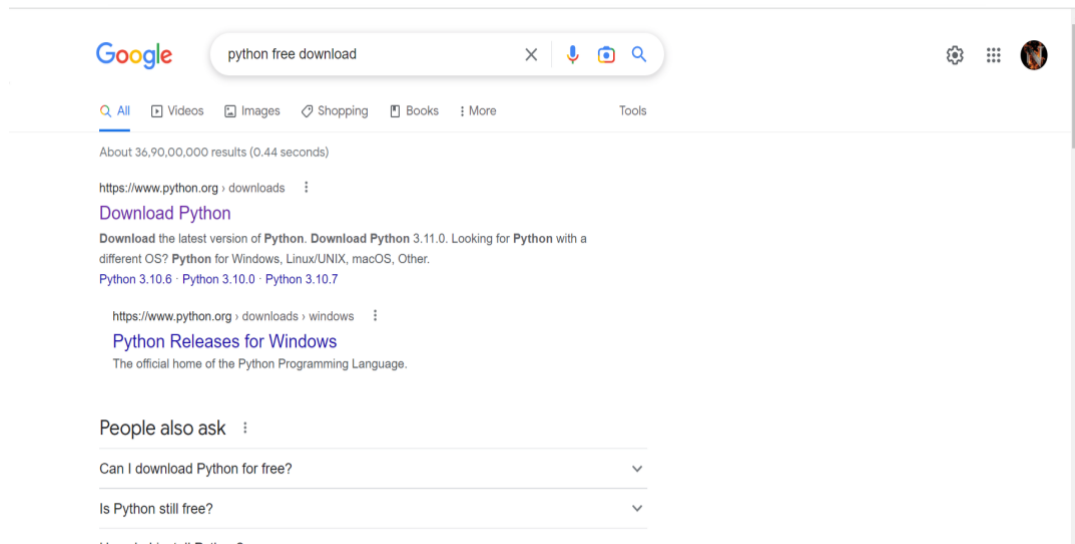 Google python free download
All Videos Images Shopping Books More Tools
About 36,90,00,000 results (0.44 seconds)
https://www.python.org › downloads
Download Python
Download the latest version of Python. Download Python 3.11.0. Looking for Python with a
different OS? Python for Windows, Linux/UNIX, macOS, Other.
Python 3.10.6 · Python 3.10.0 · Python 3.10.7
https://www.python.org › downloads › windows
Python Releases for Windows
The official home of the Python Programming Language.
People also ask
Can I download Python for free?
Is Python still free?